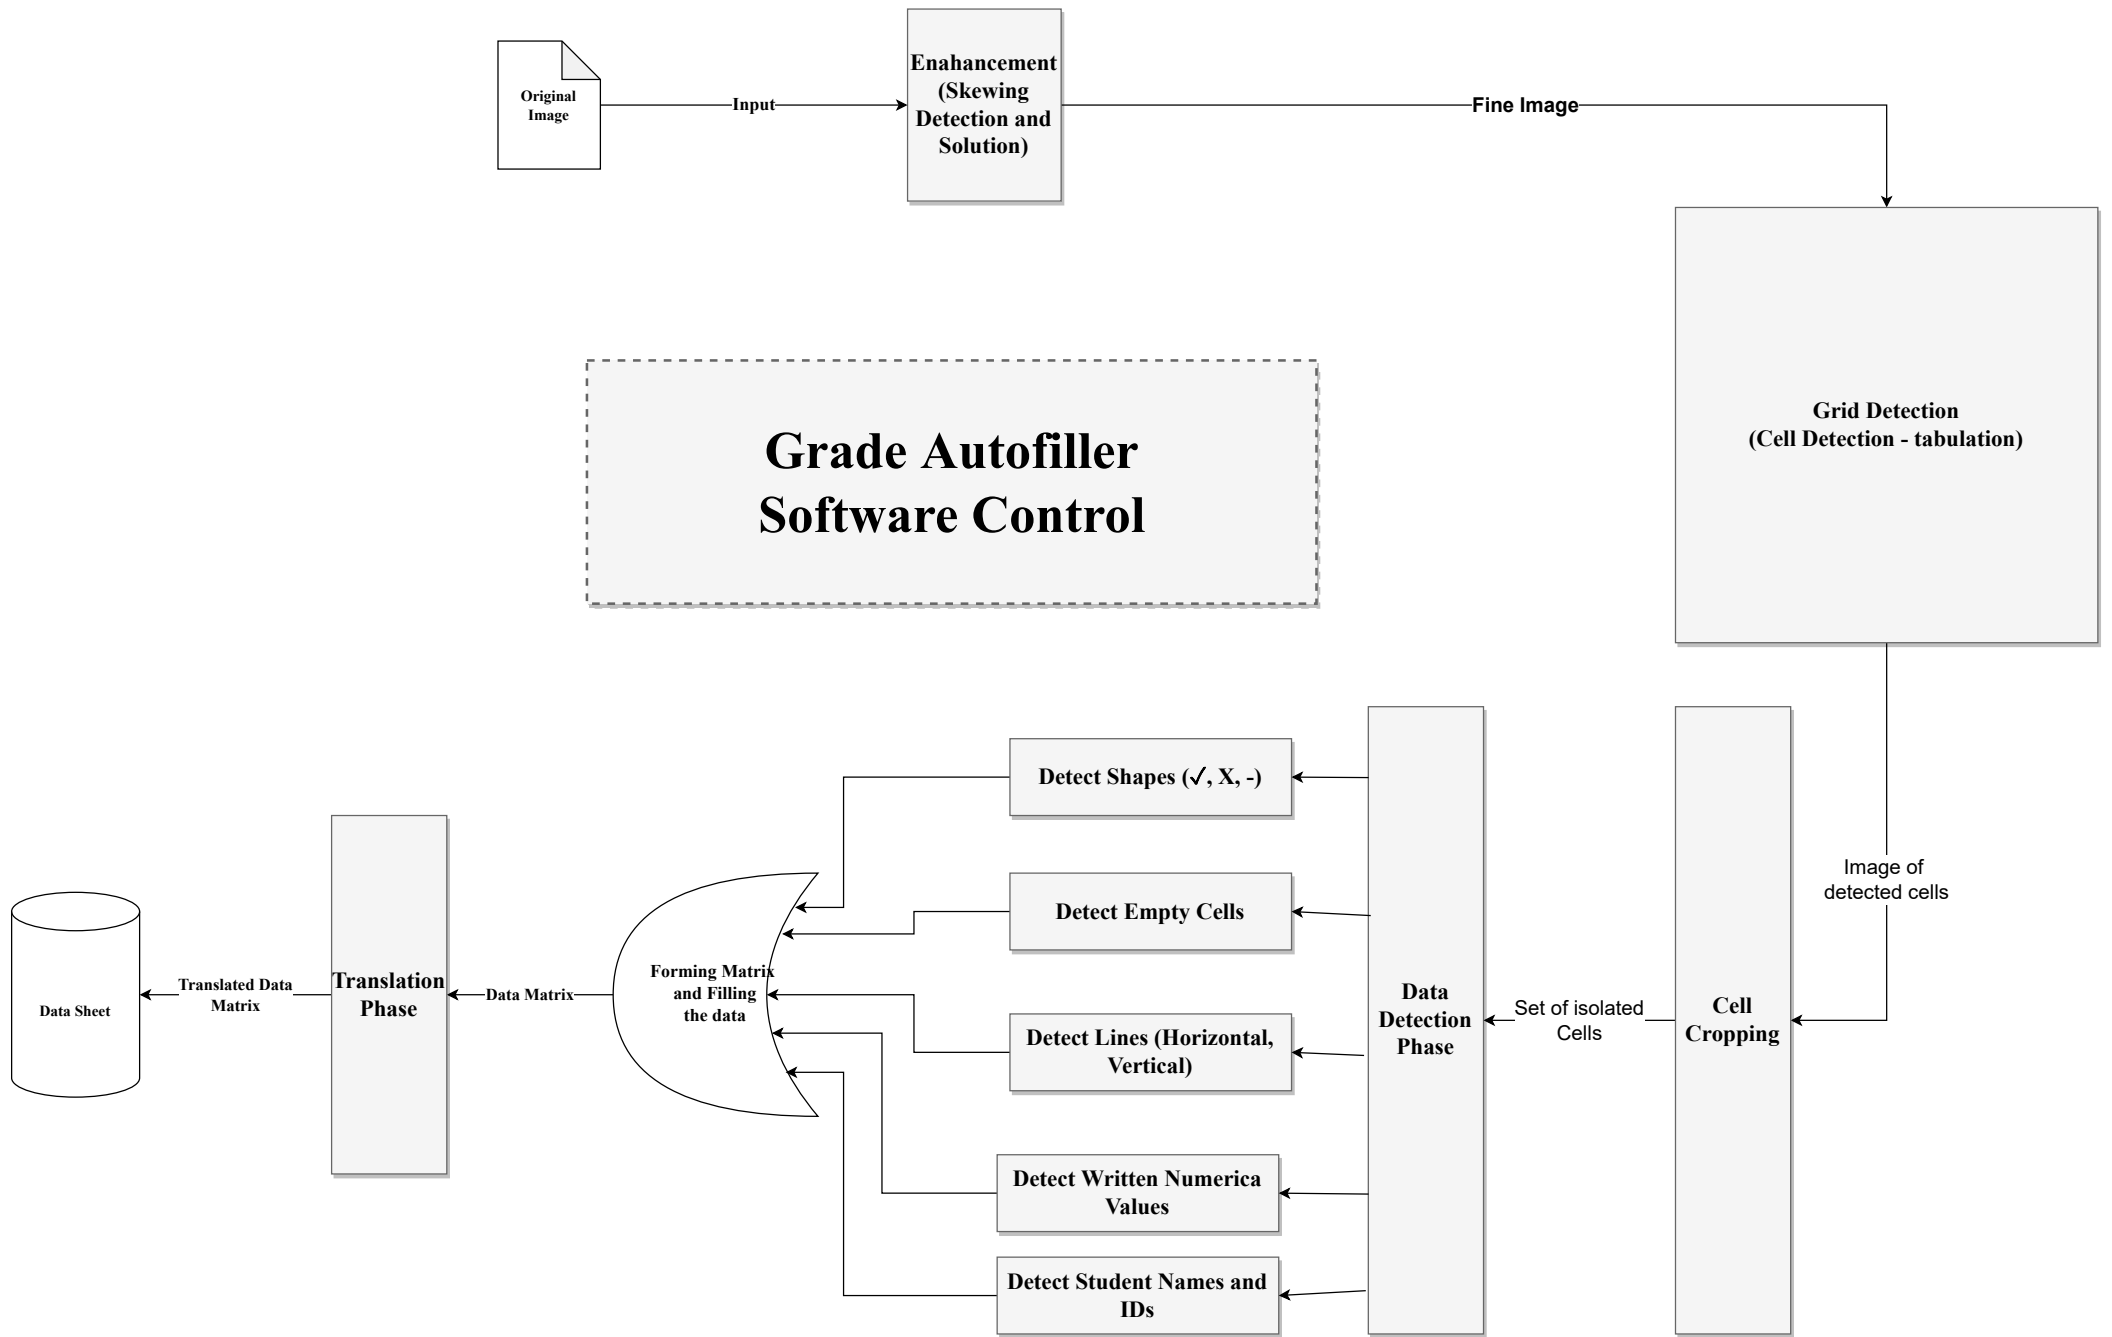 Original
Image
Input
Enahancement
(Skewing
Detection and
Solution)
Fine Image
Grid Detection
(Cell Detection - tabulation)
Grade Autofiller
Software Control
Image of
detected cells
Cell
Cropping
Set of isolated
Cells
Data
Detection
Phase
Detect Shapes (✓, X, -)
Detect Empty Cells
Detect Lines (Horizontal,
Vertical)
Detect Written Numerica
Values
Detect Student Names and
IDs
Forming Matrix
and Filling
the data
Data Matrix
Translation
Phase
Translated Data
Matrix
Data Sheet